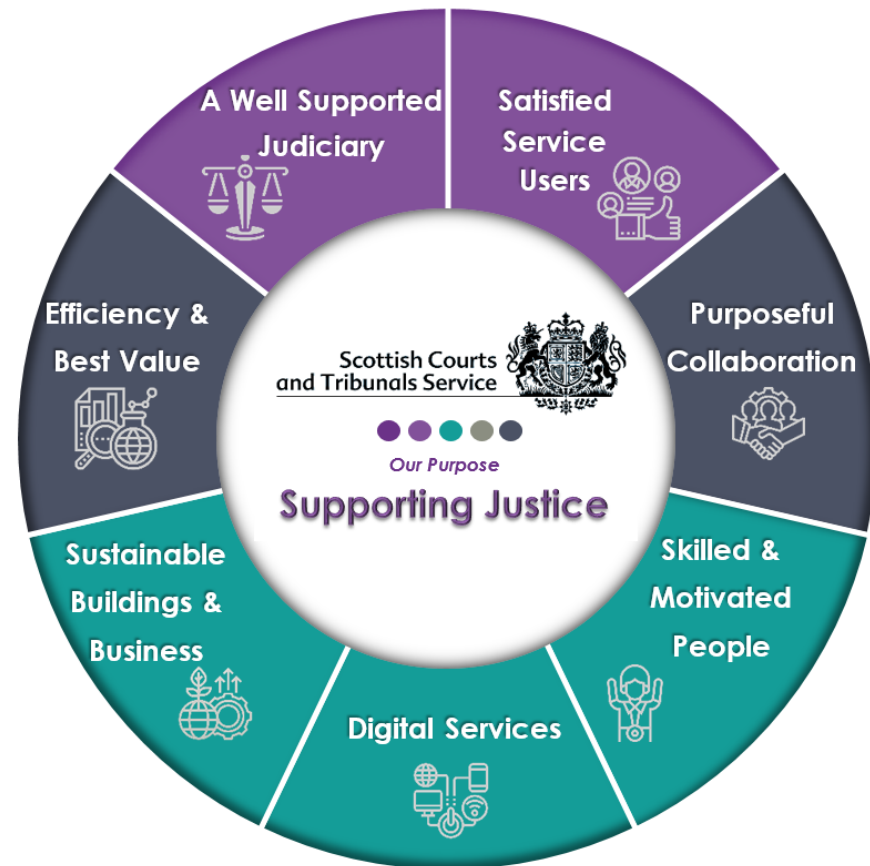 A Well Supported
Judiciary
Satisfied
Service
Users
Purposeful
Collaboration
Skilled &
Motivated
People
Digital Services
Sustainable
Buildings &
Business
Efficiency &
Best Value
Scottish Courts
and Tribunals Service
Our Purpose
Supporting Justice